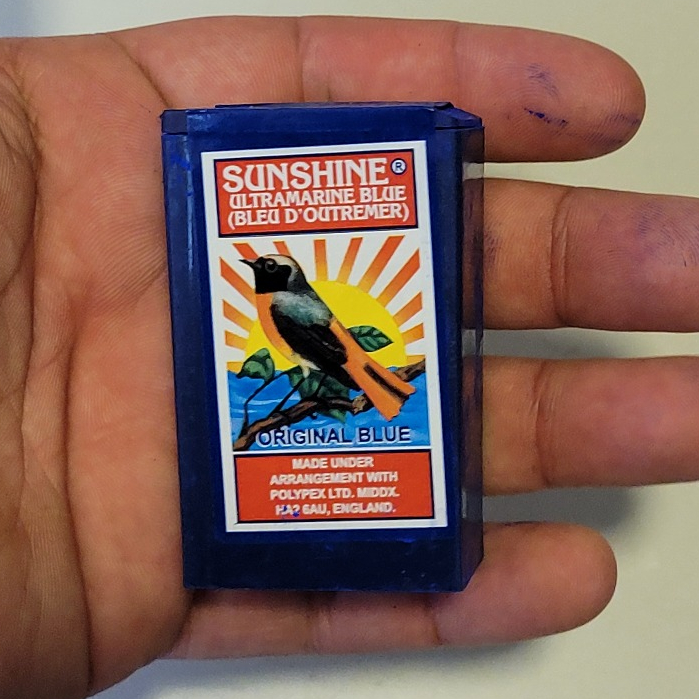 SUNSHINE®
ULTRAMARINE BLUE
(BLEU D'OUTREMER)
ORIGINAL BLUE
MADE UNDER
ARRANGEMENT WITH
POLYPEX LTD. MIDDX.
HA2 6AU, ENGLAND.